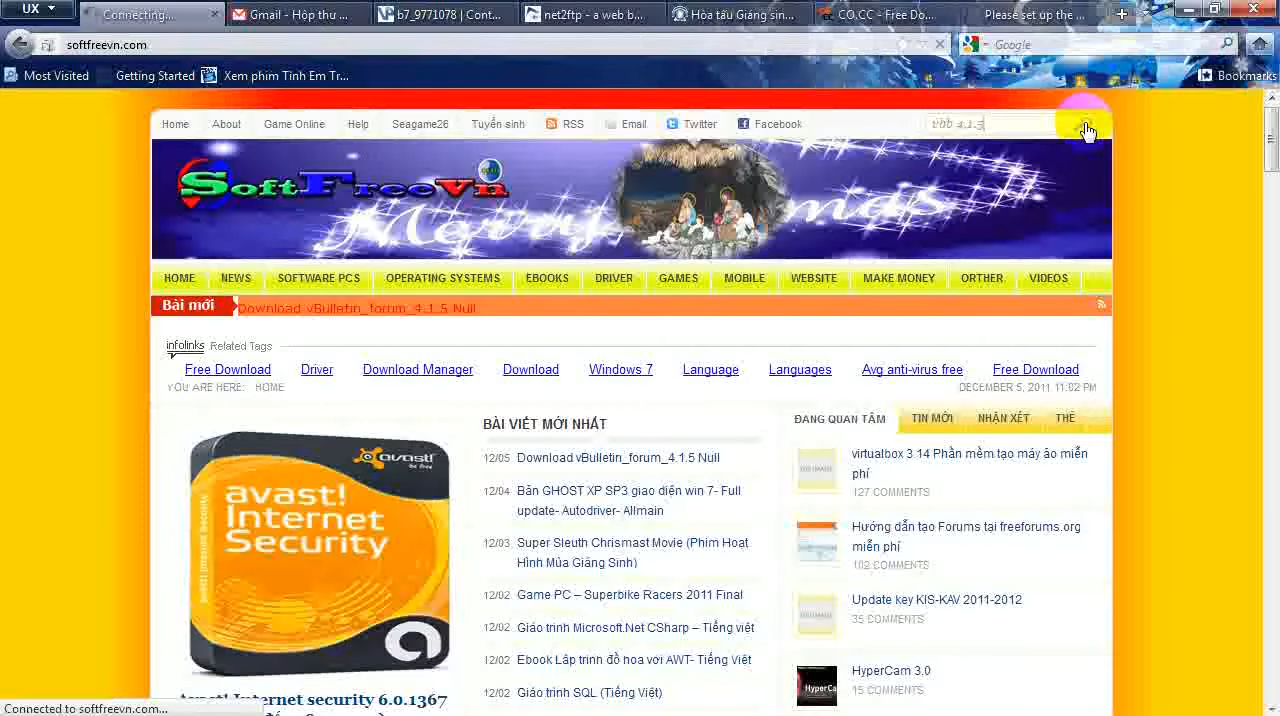 UX
Connecting...
Gmail - Hộp thư ...
b7_9771078 | Cont...
net2ftp - a web b...
Hòa tấu Giáng sin...
CO.CC - Free Do...
Please set up the ...
softfreevn.com
Google
Most Visited
Getting Started
Xem phim Tình Em Tr...
Bookmarks
Home
About
Game Online
Help
Seagame26
Tuyển sinh
RSS
Email
Twitter
Facebook
vbb 4.1.5
SoftFreeVn
HOME
NEWS
SOFTWARE PCS
OPERATING SYSTEMS
EBOOKS
DRIVER
GAMES
MOBILE
WEBSITE
MAKE MONEY
ORTHER
VIDEOS
Bài mới
Download vBulletin_forum_4.1.5 Null
infolinks Related Tags
Free Download
Driver
Download Manager
Download
Windows 7
Language
Languages
Avg anti-virus free
Free Download
YOU ARE HERE: HOME
DECEMBER 5, 2011 11:02 PM
avast!
be free
avast!
Internet
Security
Avast! Internet security 6.0.1367
BÀI VIẾT MỚI NHẤT
12/05 Download vBulletin_forum_4.1.5 Null
12/04 Bản GHOST XP SP3 giao diện win 7- Full
update- Autodriver- Allmain
12/03 Super Sleuth Chrismast Movie (Phim Hoạt
Hình Mùa Giáng Sinh)
12/02 Game PC – Superbike Racers 2011 Final
12/02 Giáo trình Microsoft.Net CSharp – Tiếng việt
12/02 Ebook Lập trình đồ họa với AWT- Tiếng Việt
12/02 Giáo trình SQL (Tiếng Việt)
ĐANG QUAN TÂM
TIN MỚI
NHẬN XÉT
THẺ
virtualbox 3 14 Phần mềm tạo máy ảo miễn
phí
127 COMMENTS
Hướng dẫn tạo Forums tại freeforums.org
miễn phí
102 COMMENTS
Update key KIS-KAV 2011-2012
35 COMMENTS
HyperCam 3.0
15 COMMENTS
Connected to softfreevn.com...